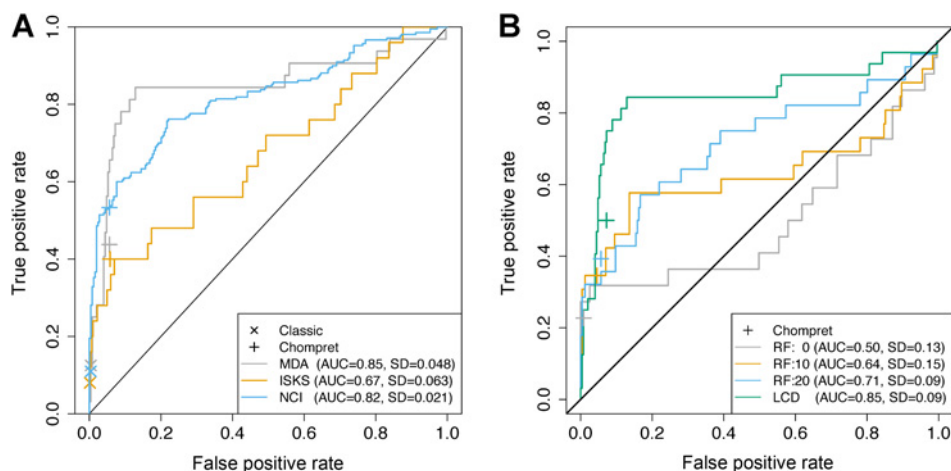 A
True positive rate
1.0
0.8
0.6
0.4
0.2
0.0
Classic
Chompret
MDA (AUC=0.85, SD=0.048)
ISKS (AUC=0.67, SD=0.063)
NCI (AUC=0.82, SD=0.021)
0.0 0.2 0.4 0.6 0.8 1.0
False positive rate
B
True positive rate
1.0
0.8
0.6
0.4
0.2
0.0
Chompret
RF: 0 (AUC=0.50, SD=0.13)
RF:10 (AUC=0.64, SD=0.15)
RF:20 (AUC=0.71, SD=0.09)
LCD (AUC=0.85, SD=0.09)
0.0 0.2 0.4 0.6 0.8 1.0
False positive rate